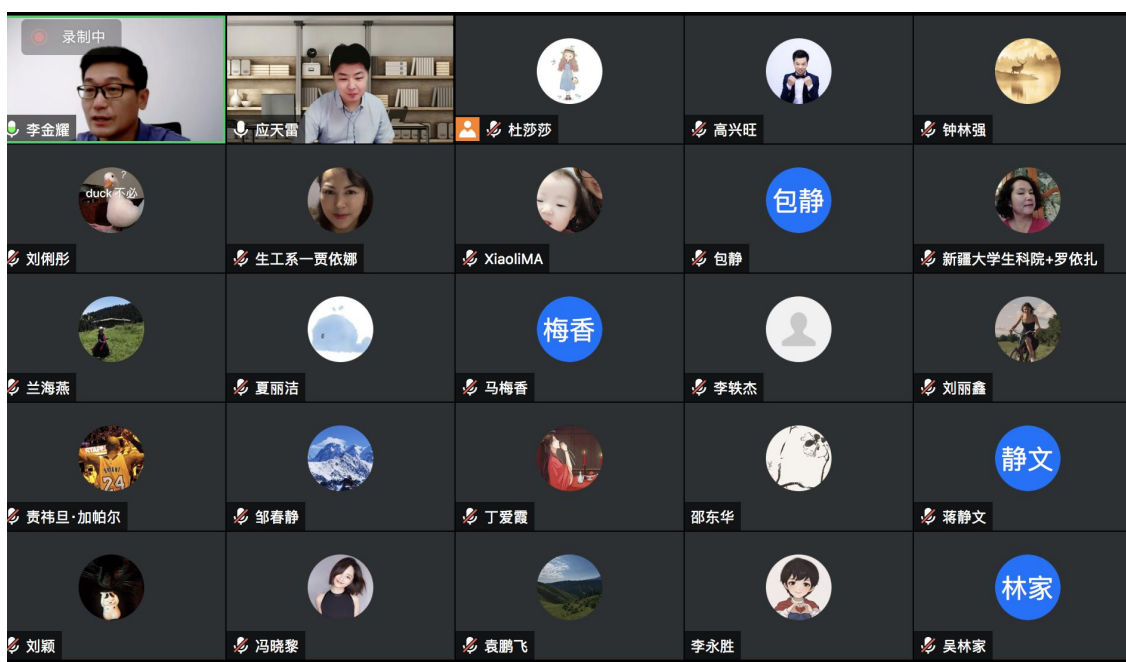 录制中
李金耀
应天雷
杜莎莎
高兴旺
钟林强
duck不必
?
刘俐彤
生工系一贾依娜
XiaoliMA
包静
包静
新疆大学生科院+罗依扎
兰海燕
夏丽洁
梅香
马梅香
李轶杰
刘丽鑫
24
责祎旦·加帕尔
邹春静
丁爱霞
邵东华
静文
蒋静文
刘颖
冯晓黎
袁鹏飞
李永胜
林家
吴林家